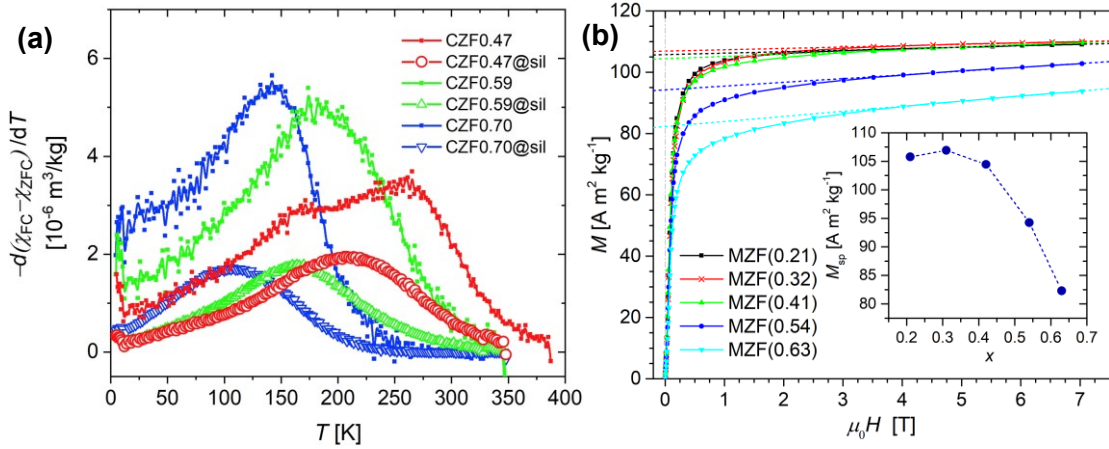 (a)
−d(χFC−χZFC)/dT
[10⁻⁶ m³/kg]
6
4
2
0
CZF0.47
CZF0.47@sil
CZF0.59
CZF0.59@sil
CZF0.70
CZF0.70@sil
0 50 100 150 200 250 300 350 400
T [K]
(b)
M [A m² kg⁻¹]
120
100
80
60
40
20
0
MZF(0.21)
MZF(0.32)
MZF(0.41)
MZF(0.54)
MZF(0.63)
Msp [A m² kg⁻¹]
110
105
100
95
90
85
80
0.2 0.3 0.4 0.5 0.6 0.7
x
0 1 2 3 4 5 6 7
μ₀H [T]